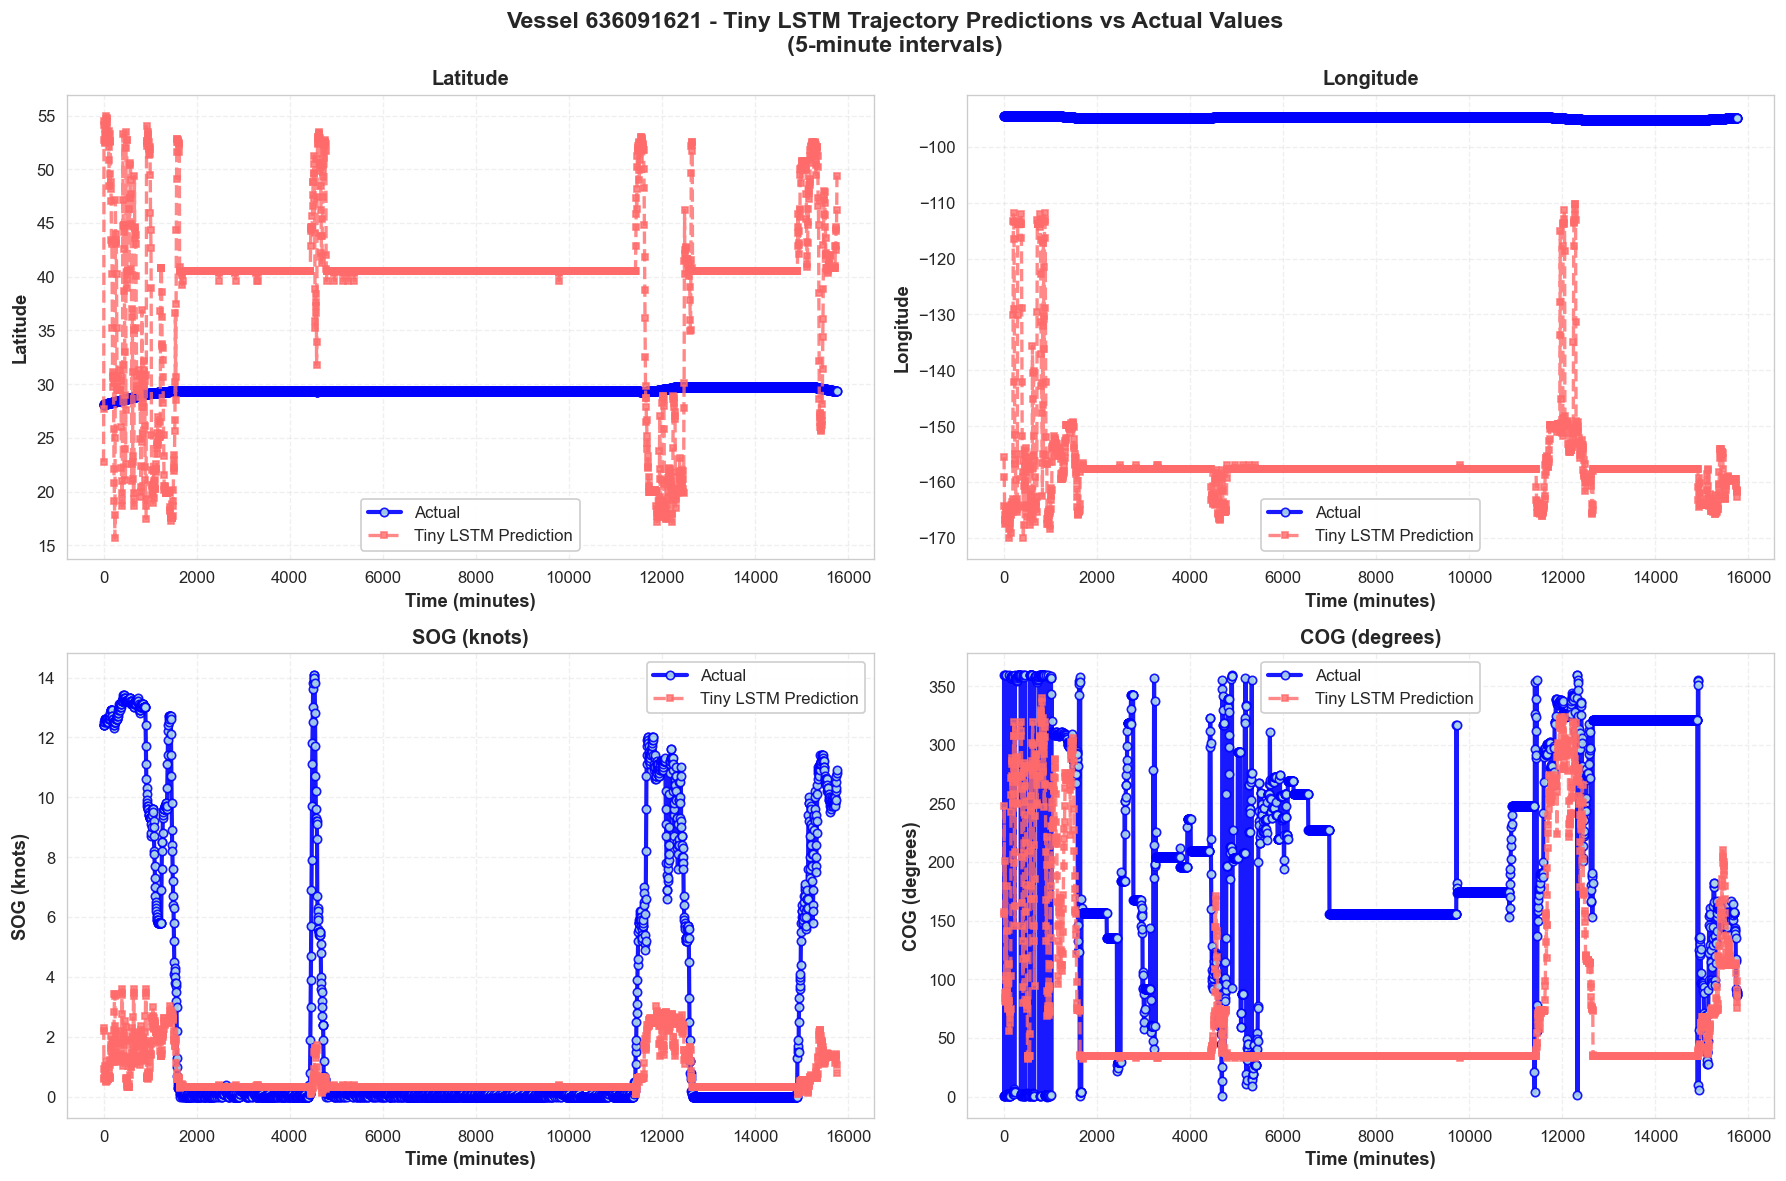 Vessel 636091621 - Tiny LSTM Trajectory Predictions vs Actual Values
(5-minute intervals)
Latitude
Latitude
55
50
45
40
35
30
25
20
15
0 2000 4000 6000 8000 10000 12000 14000 16000
Time (minutes)
Actual
Tiny LSTM Prediction
Longitude
Longitude
−100
−110
−120
−130
−140
−150
−160
−170
0 2000 4000 6000 8000 10000 12000 14000 16000
Time (minutes)
Actual
Tiny LSTM Prediction
SOG (knots)
SOG (knots)
14
12
10
8
6
4
2
0
0 2000 4000 6000 8000 10000 12000 14000 16000
Time (minutes)
Actual
Tiny LSTM Prediction
COG (degrees)
COG (degrees)
350
300
250
200
150
100
50
0
0 2000 4000 6000 8000 10000 12000 14000 16000
Time (minutes)
Actual
Tiny LSTM Prediction